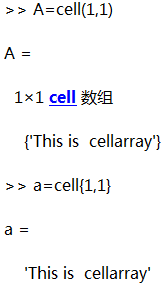 >> A=cell(1,1)
A =
1×1 cell 数组
{'This is  cellarray'}
>> a=cell{1,1}
a =
'This is  cellarray'